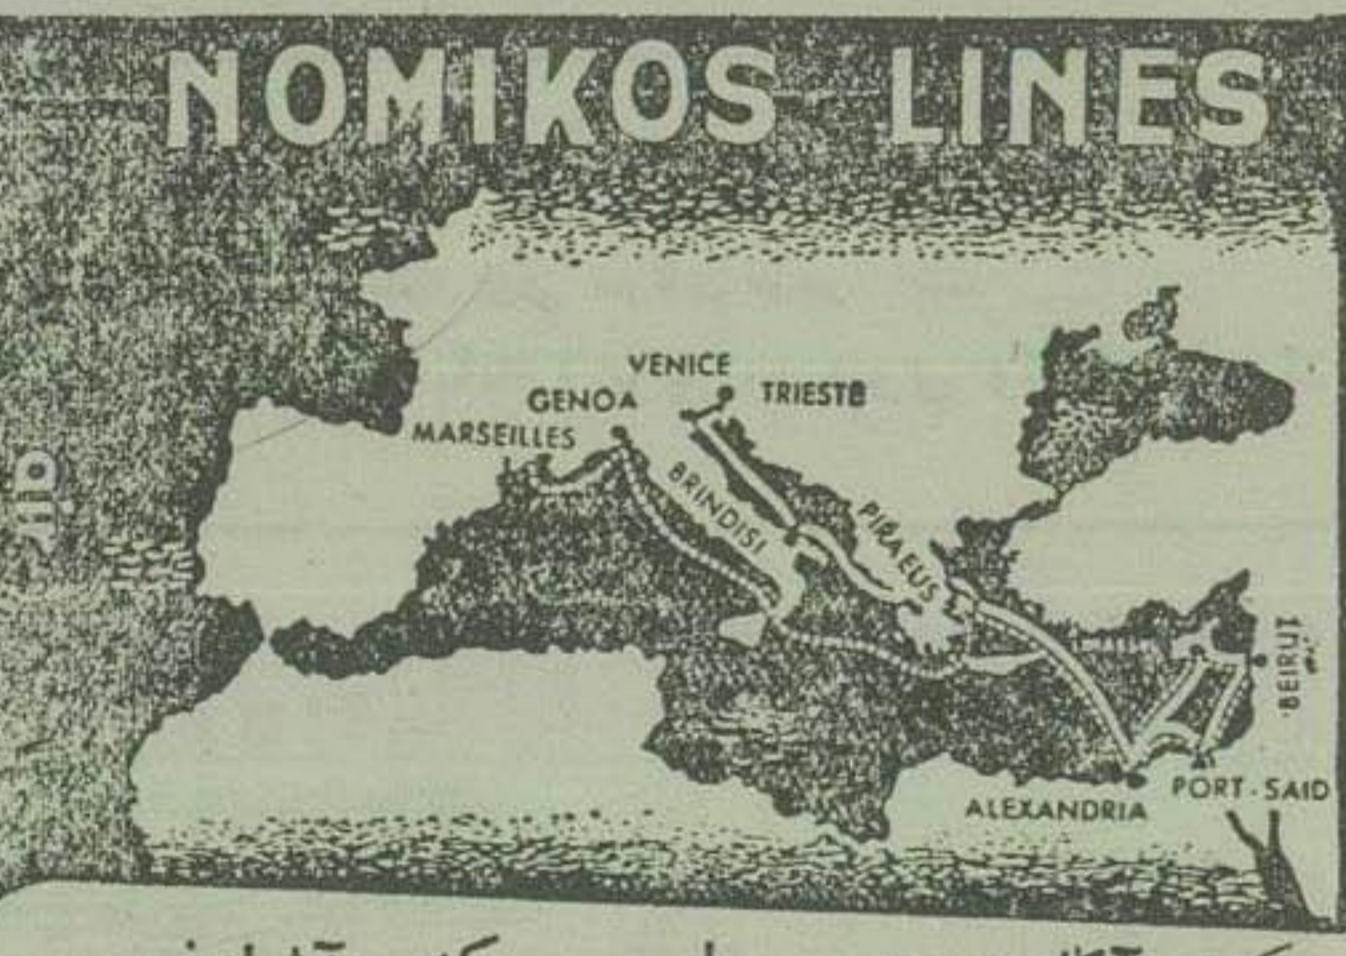 NOMIKOS LINES
VENICE
GENOA
TRIESTE
MARSEILLES
BRINDISI
PIRAEUS
BEIRUT
PORT-SAID
ALEXANDRIA